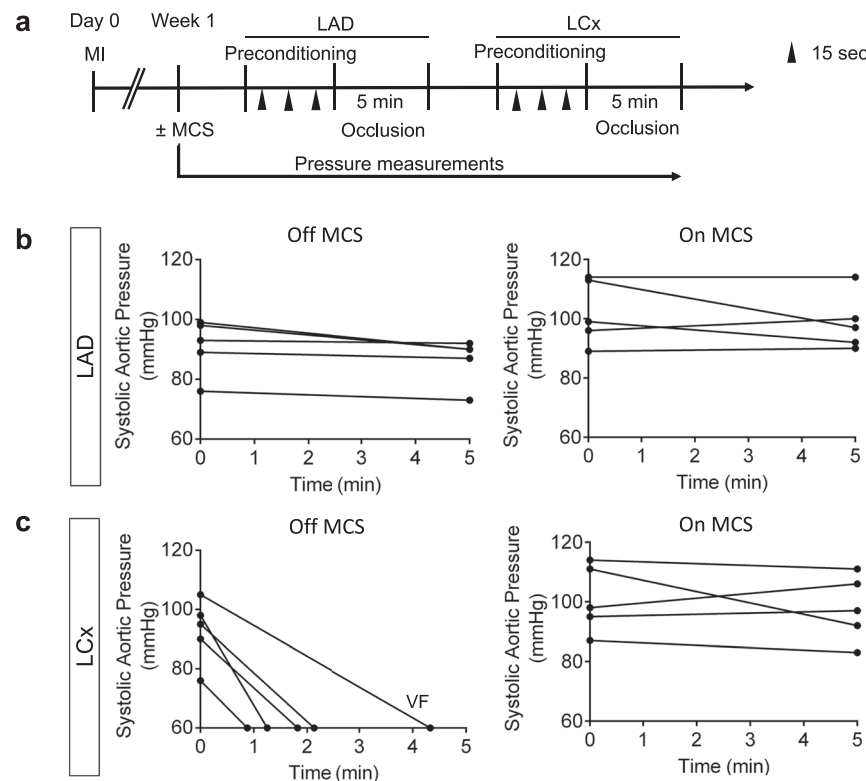 a
Day 0 Week 1 LAD LCx
MI Preconditioning Preconditioning 15 sec
5 min 5 min
± MCS Occlusion Occlusion
Pressure measurements
b
LAD
Off MCS
Systolic Aortic Pressure
(mmHg)
120
100
80
60
0 1 2 3 4 5
Time (min)
On MCS
Systolic Aortic Pressure
(mmHg)
120
100
80
60
0 1 2 3 4 5
Time (min)
c
LCx
Off MCS
Systolic Aortic Pressure
(mmHg)
120
100
80
60
VF
0 1 2 3 4 5
Time (min)
On MCS
Systolic Aortic Pressure
(mmHg)
120
100
80
60
0 1 2 3 4 5
Time (min)